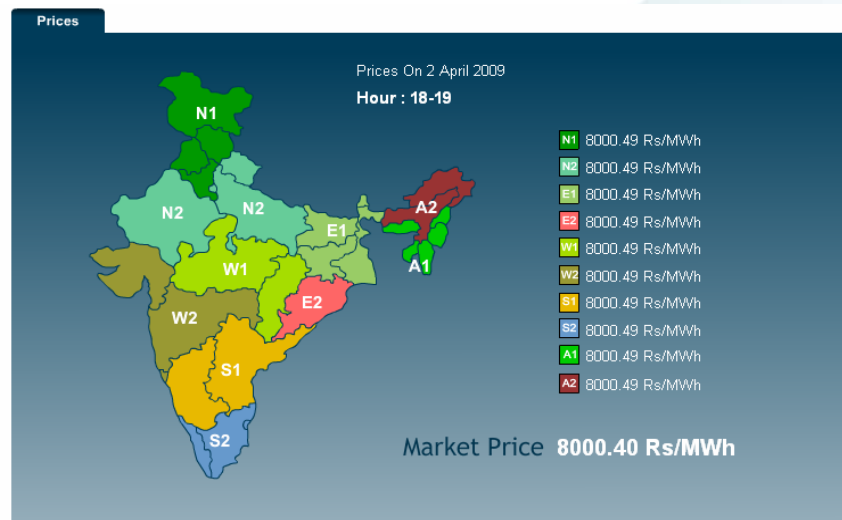 Prices
Prices On 2 April 2009
Hour : 18-19
N1
N2
N2
E1
A2
A1
W1
E2
W2
S1
S2
N1 8000.49 Rs/MWh
N2 8000.49 Rs/MWh
E1 8000.49 Rs/MWh
E2 8000.49 Rs/MWh
W1 8000.49 Rs/MWh
W2 8000.49 Rs/MWh
S1 8000.49 Rs/MWh
S2 8000.49 Rs/MWh
A1 8000.49 Rs/MWh
A2 8000.49 Rs/MWh
Market Price 8000.40 Rs/MWh